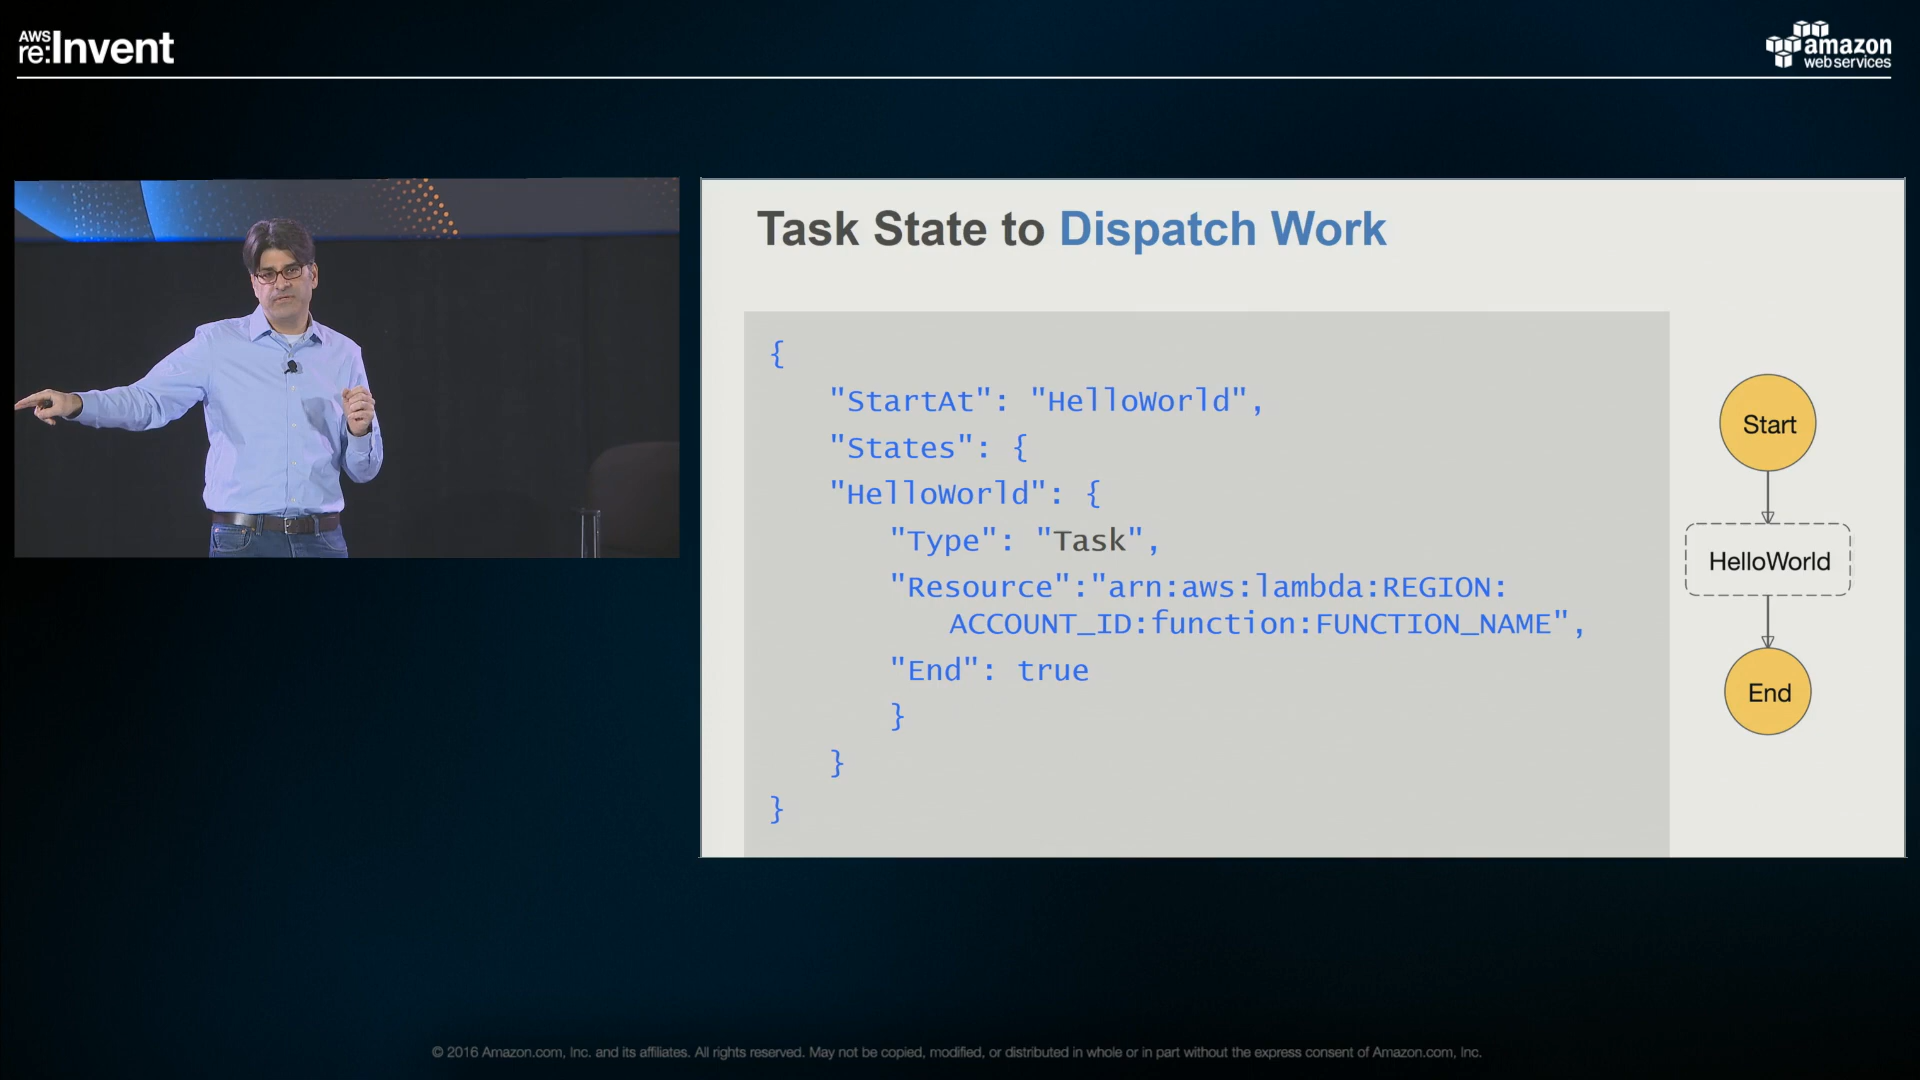 AWS
re:Invent
amazon
webservices
Task State to Dispatch Work
{
"StartAt": "HelloWorld",
"States": {
"HelloWorld": {
"Type": "Task",
"Resource":"arn:aws:lambda:REGION:
ACCOUNT_ID:function:FUNCTION_NAME",
"End": true
}
}
}
Start
HelloWorld
End
© 2016 Amazon.com, Inc. and its affiliates. All rights reserved. May not be copied, modified, or distributed in whole or in part without the express consent of Amazon.com, Inc.